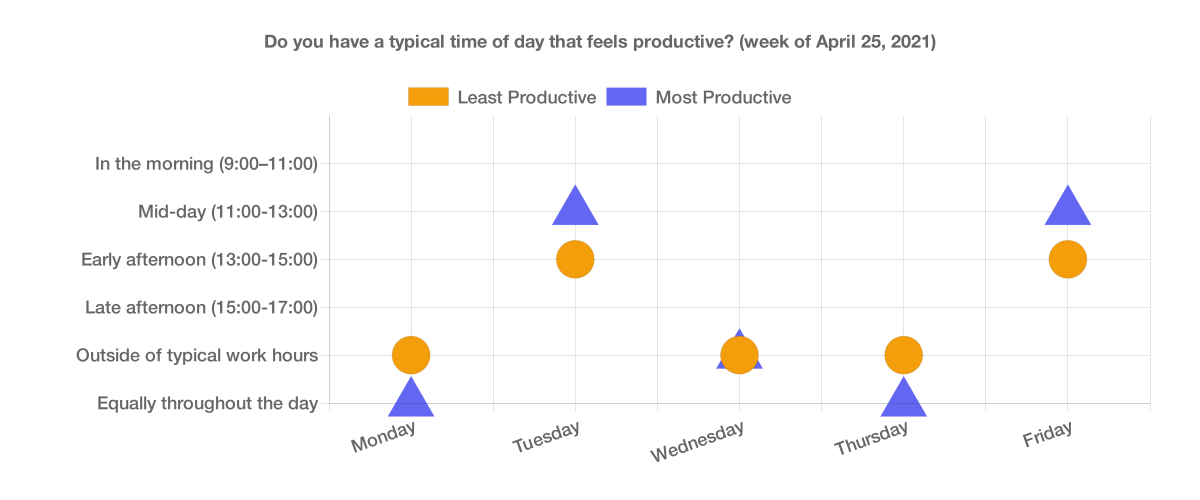 Do you have a typical time of day that feels productive? (week of April 25, 2021)
Least Productive
Most Productive
In the morning (9:00–11:00)
Mid-day (11:00-13:00)
Early afternoon (13:00-15:00)
Late afternoon (15:00-17:00)
Outside of typical work hours
Equally throughout the day
Monday
Tuesday
Wednesday
Thursday
Friday